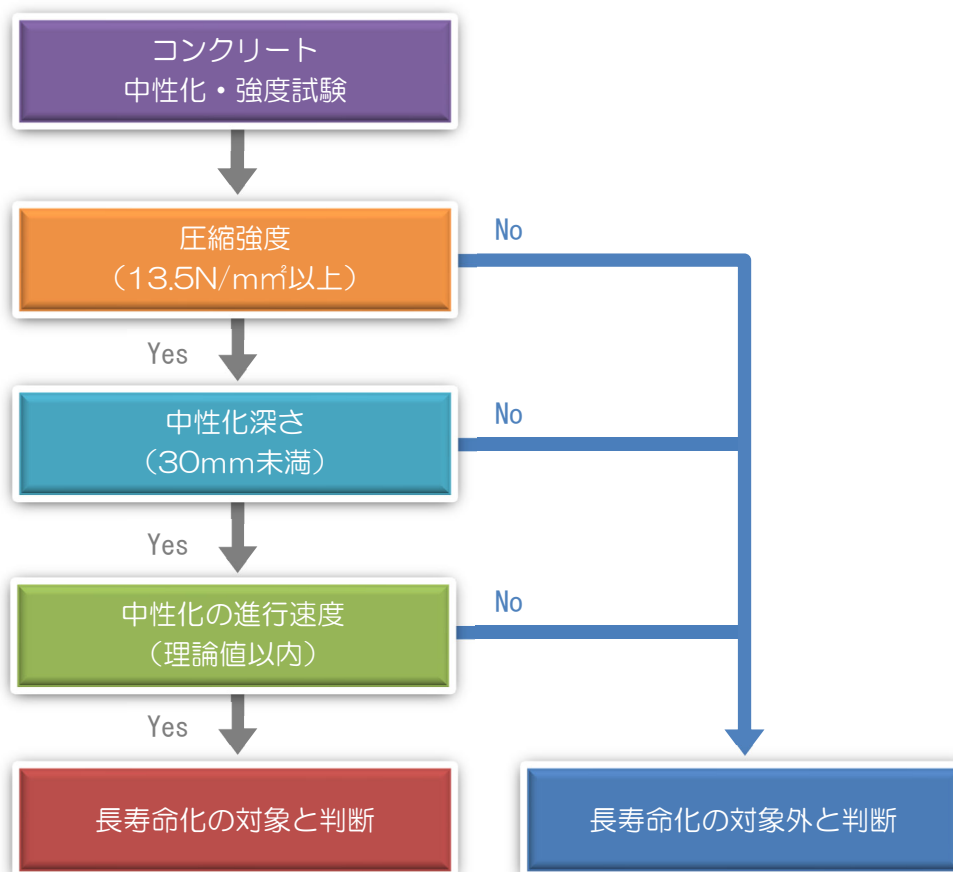 コンクリート
中性化・強度試験
圧縮強度
（13.5N/m㎡以上）
No
Yes
中性化深さ
（30mm未満）
No
Yes
中性化の進行速度
（理論値以内）
No
Yes
長寿命化の対象と判断
長寿命化の対象外と判断